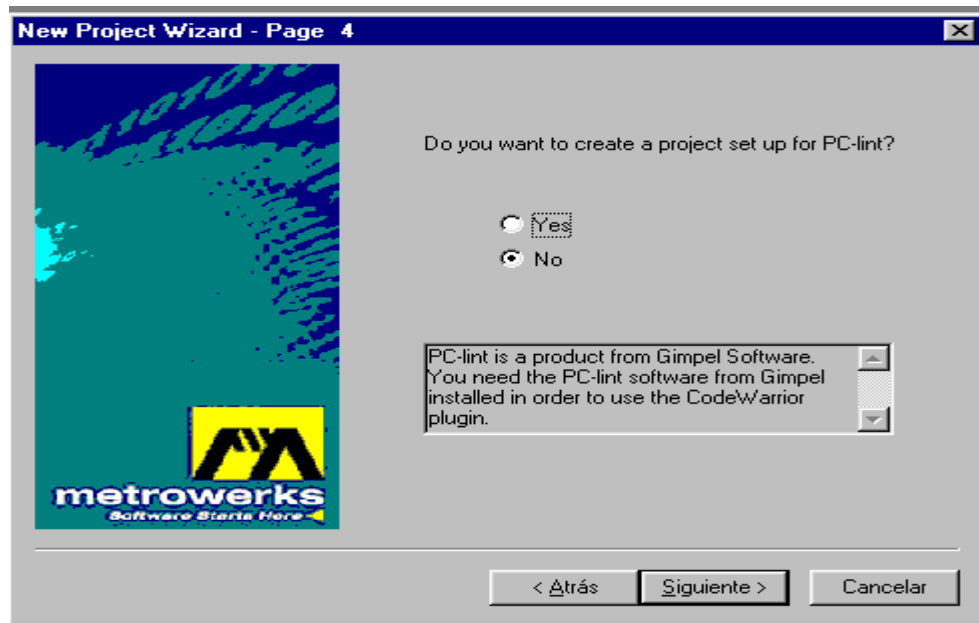 New Project Wizard - Page 4
Do you want to create a project set up for PC-lint?
Yes
No
PC-lint is a product from Gimpel Software.
You need the PC-lint software from Gimpel
installed in order to use the CodeWarrior
plugin.
metrowerks
Software Starts Here
< Atrás
Siguiente >
Cancelar